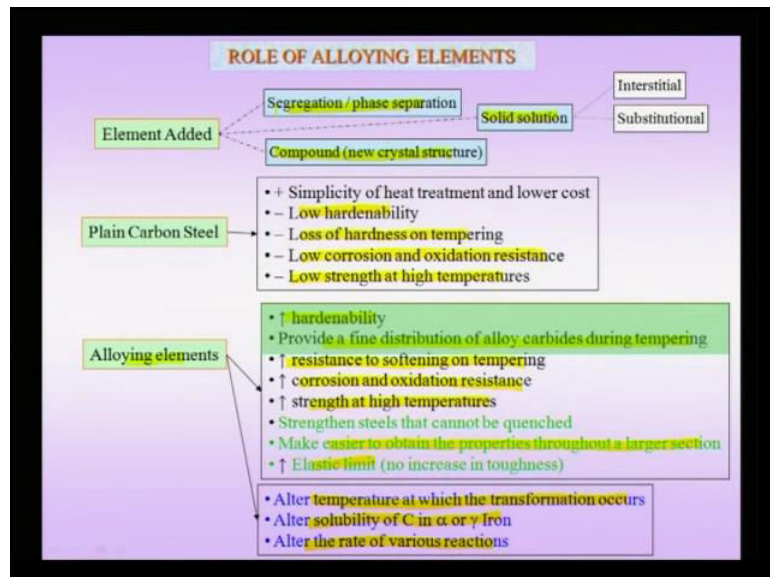 ROLE OF ALLOYING ELEMENTS
Element Added
Segregation / phase separation
Solid solution
Interstitial
Substitutional
Compound (new crystal structure)
Plain Carbon Steel
• + Simplicity of heat treatment and lower cost
• – Low hardenability
• – Loss of hardness on tempering
• – Low corrosion and oxidation resistance
• – Low strength at high temperatures
Alloying elements
• ↑ hardenability
• Provide a fine distribution of alloy carbides during tempering
• ↑ resistance to softening on tempering
• ↑ corrosion and oxidation resistance
• ↑ strength at high temperatures
• Strengthen steels that cannot be quenched
• Make easier to obtain the properties throughout a larger section
• ↑ Elastic limit (no increase in toughness)
• Alter temperature at which the transformation occurs
• Alter solubility of C in α or γ Iron
• Alter the rate of various reactions